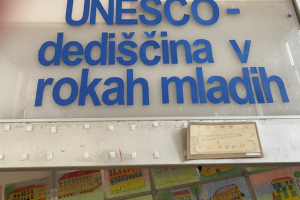 UNESCO -
dediščina v
rokah mladih